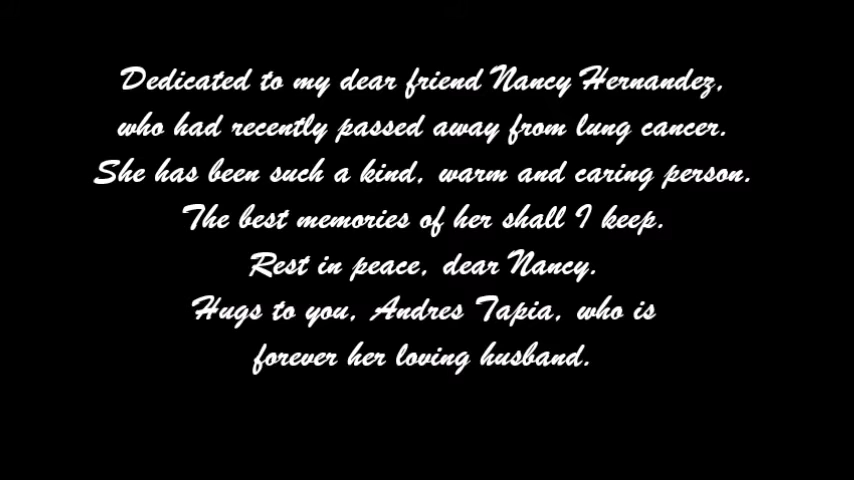 Dedicated to my dear friend Nancy Hernandez,
who had recently passed away from lung cancer.
She has been such a kind, warm and caring person.
The best memories of her shall I keep.
Rest in peace, dear Nancy.
Hugs to you, Andres Tapia, who is
forever her loving husband.